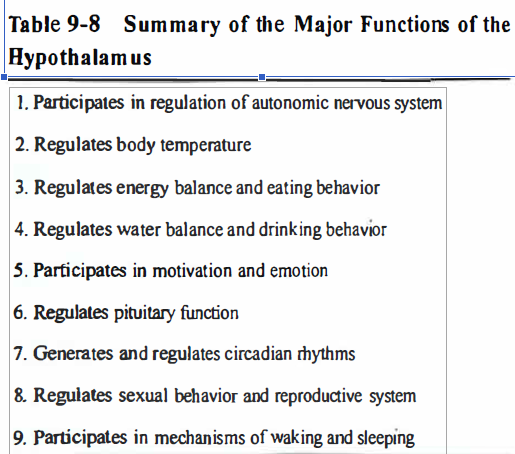 Table 9-8 Summary of the Major Functions of the
Hypothalamus
1. Participates in regulation of autonomic nervous system
2. Regulates body temperature
3. Regulates energy balance and eating behavior
4. Regulates water balance and drinking behavior
5. Participates in motivation and emotion
6. Regulates pituitary function
7. Generates and regulates circadian rhythms
8. Regulates sexual behavior and reproductive system
9. Participates in mechanisms of waking and sleeping